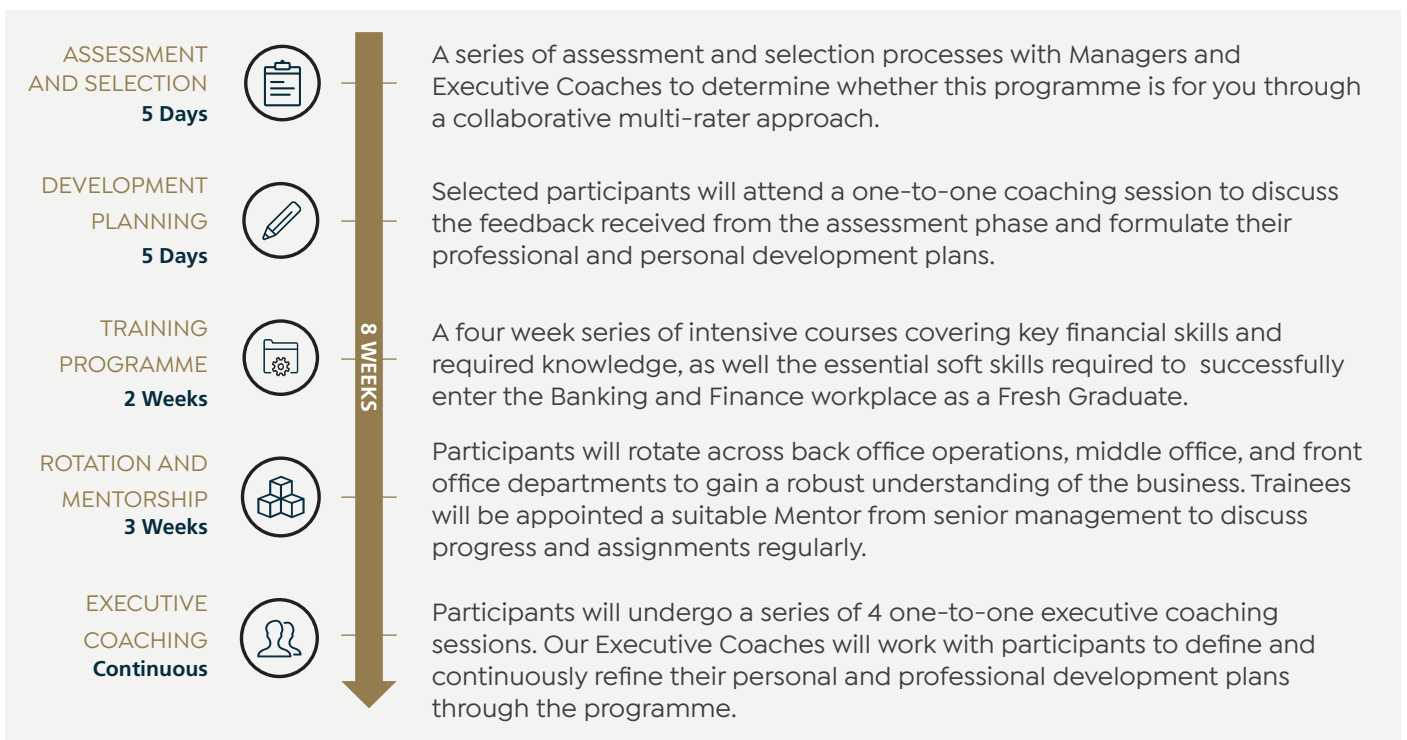 ASSESSMENT
AND SELECTION
5 Days
A series of assessment and selection processes with Managers and
Executive Coaches to determine whether this programme is for you through
a collaborative multi-rater approach.
DEVELOPMENT
PLANNING
5 Days
Selected participants will attend a one-to-one coaching session to discuss
the feedback received from the assessment phase and formulate their
professional and personal development plans.
TRAINING
PROGRAMME
2 Weeks
8 WEEKS
A four week series of intensive courses covering key financial skills and
required knowledge, as well the essential soft skills required to successfully
enter the Banking and Finance workplace as a Fresh Graduate.
ROTATION AND
MENTORSHIP
3 Weeks
Participants will rotate across back office operations, middle office, and front
office departments to gain a robust understanding of the business. Trainees
will be appointed a suitable Mentor from senior management to discuss
progress and assignments regularly.
EXECUTIVE
COACHING
Continuous
Participants will undergo a series of 4 one-to-one executive coaching
sessions. Our Executive Coaches will work with participants to define and
continuously refine their personal and professional development plans
through the programme.